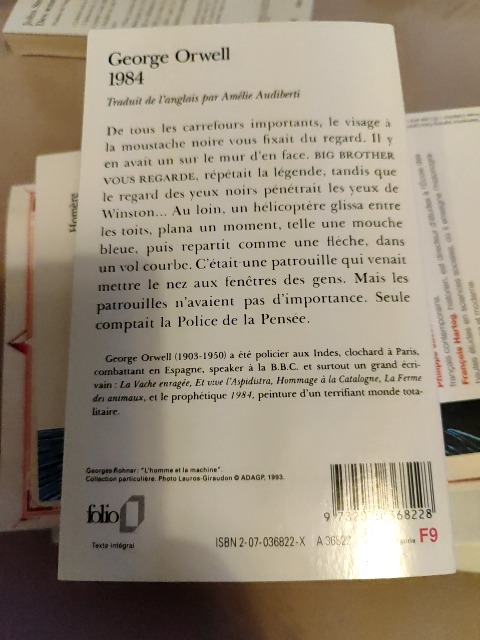 George Orwell
1984
Traduit de l'anglais par Amélie Audiberti
De tous les carrefours importants, le visage à
la moustache noire vous fixait du regard. Il y
en avait un sur le mur d'en face. BIG BROTHER
VOUS REGARDE, répétait la légende, tandis que
le regard des yeux noirs pénétrait les yeux de
Winston... Au loin, un hélicoptère glissa entre
les toits, plana un moment, telle une mouche
bleue, puis repartit comme une flèche, dans
un vol courbe. C'était une patrouille qui venait
mettre le nez aux fenêtres des gens. Mais les
patrouilles n'avaient pas d'importance. Seule
comptait la Police de la Pensée.
George Orwell (1903-1950) a été policier aux Indes, clochard à Paris,
combattant en Espagne, speaker à la B.B.C. et surtout un grand écri-
vain : La Vache enragée, Et vive l'Aspidistra, Hommage à la Catalogne, La Ferme
des animaux, et le prophétique 1984, peinture d'un terrifiant monde tota-
litaire.
Georges Rohner : "L'homme et la machine".
Collection particulière. Photo Lauros-Giraudon © ADAGP, 1993.
folio
Texte intégral
ISBN 2-07-036822-X
F9
Homère
François Hartog,